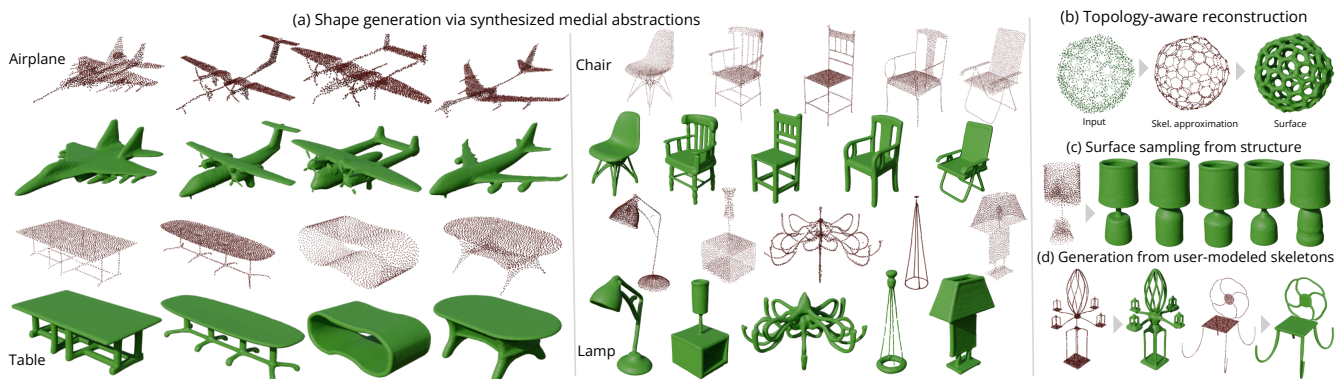 (a) Shape generation via synthesized medial abstractions
Airplane
Table
Chair
Lamp
(b) Topology-aware reconstruction
Input
Skel. approximation
Surface
(c) Surface sampling from structure
(d) Generation from user-modeled skeletons